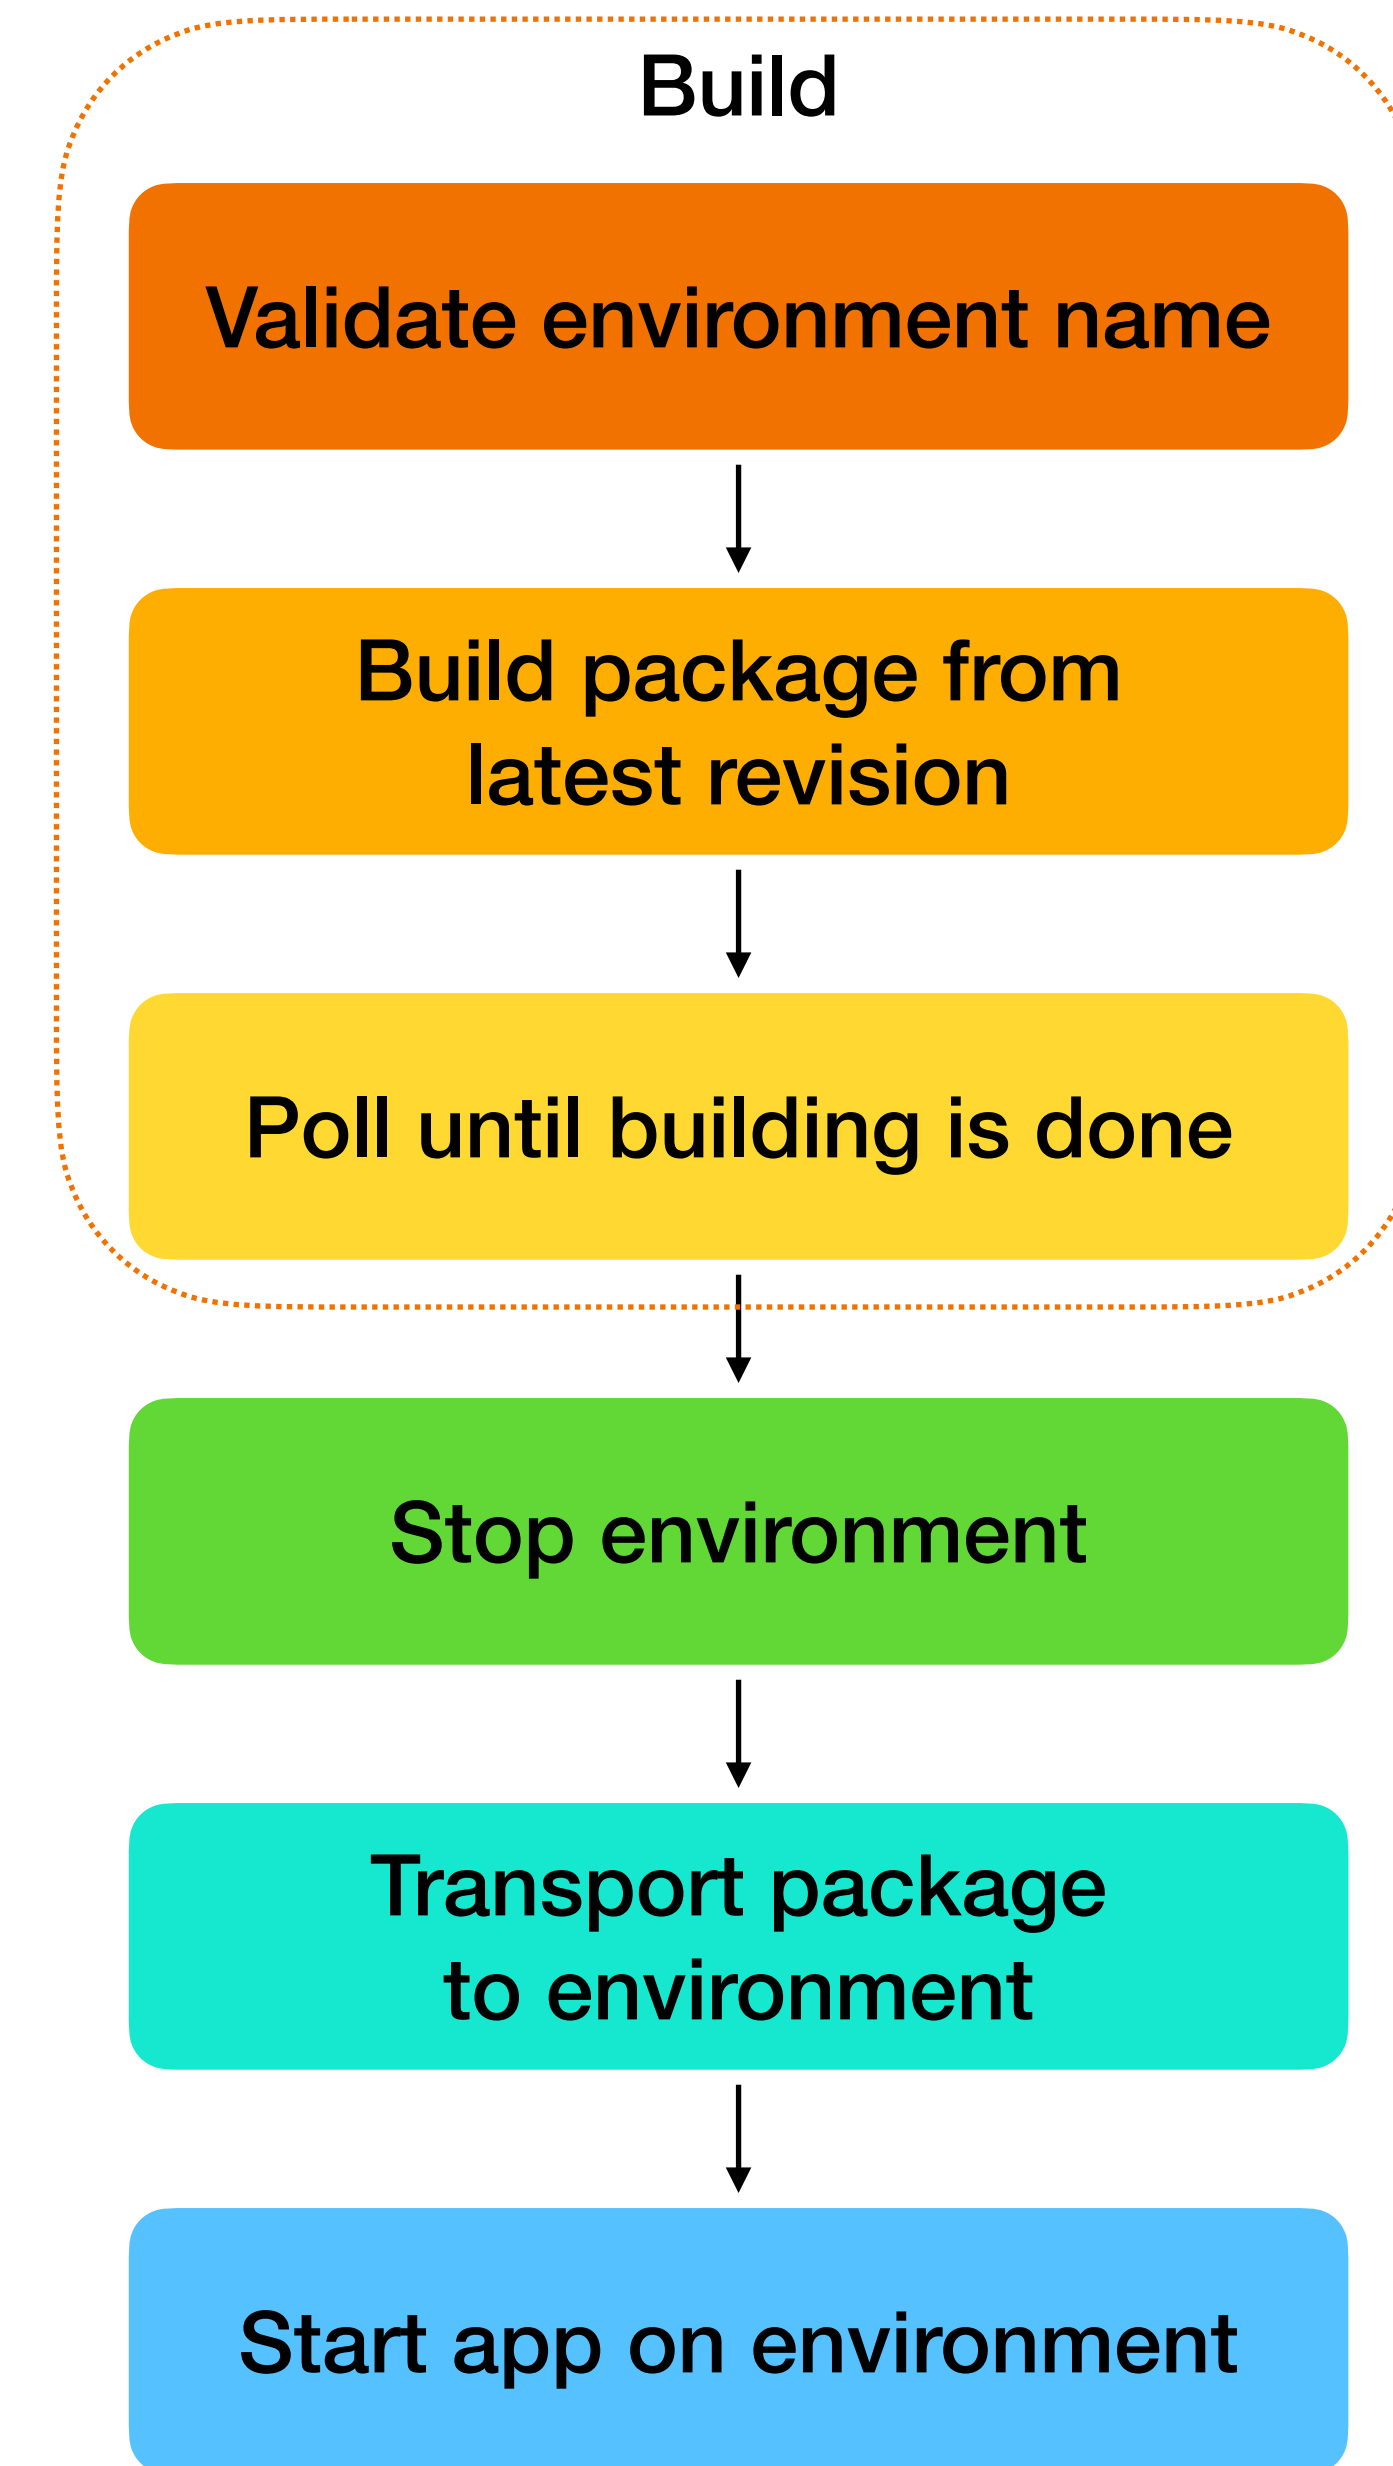 Build
Validate environment name
Build package from
latest revision
Poll until building is done
Stop environment
Transport package
to environment
Start app on environment